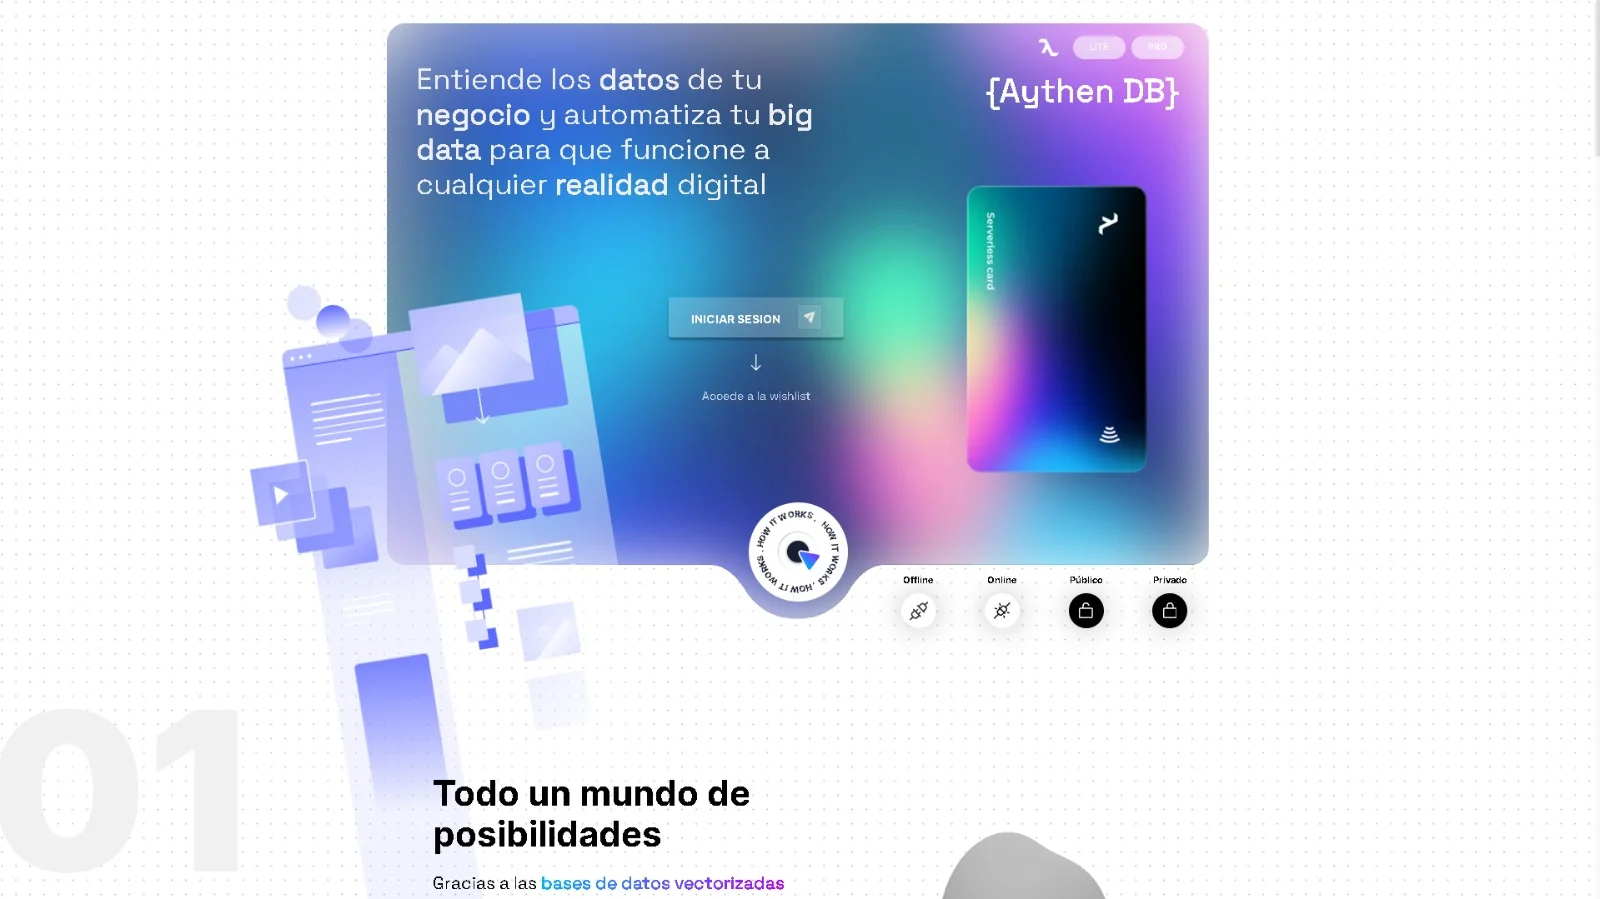 Entiende los datos de tu
negocio y automatiza tu big
data para que funcione a
cualquier realidad digital
LITE
PRO
{Aythen DB}
Serverless card
INICIAR SESION
Accede a la wishlist
HOW IT WORKS . HOW IT WORKS . HOW IT WORKS .
Offline
Online
Público
Privado
01
Todo un mundo de
posibilidades
Gracias a las bases de datos vectorizadas